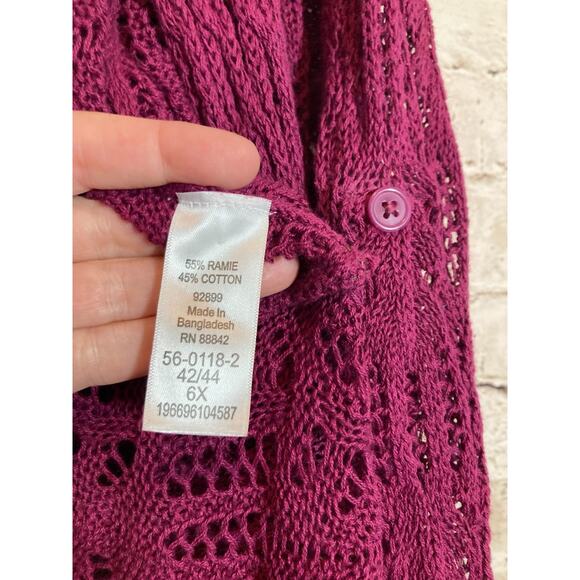 55% RAMIE
45% COTTON
92899
Made In
Bangladesh
RN 88842
56-0118-2
42/44
6X
196696104587